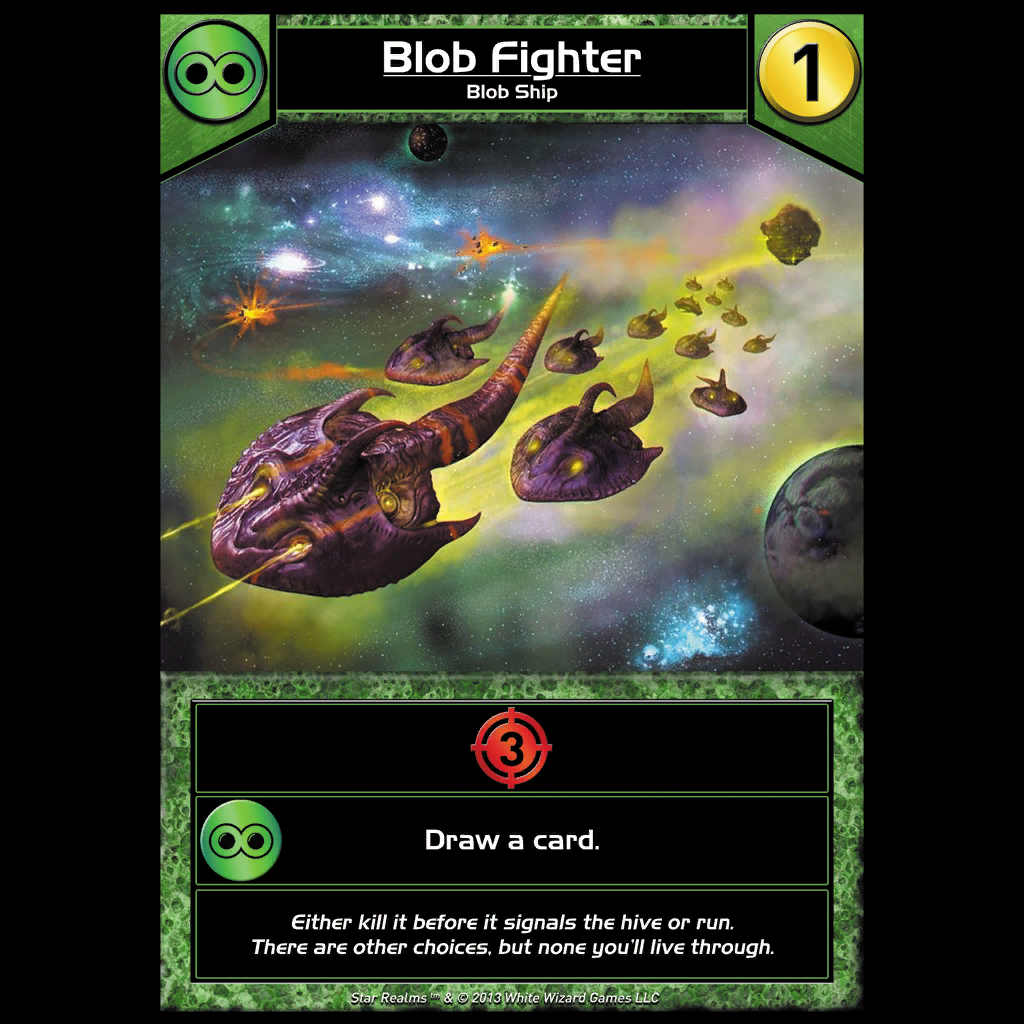 Blob Fighter
Blob Ship
1
3
Draw a card.
Either kill it before it signals the hive or run.
There are other choices, but none you'll live through.
Star Realms™ & © 2013 White Wizard Games LLC